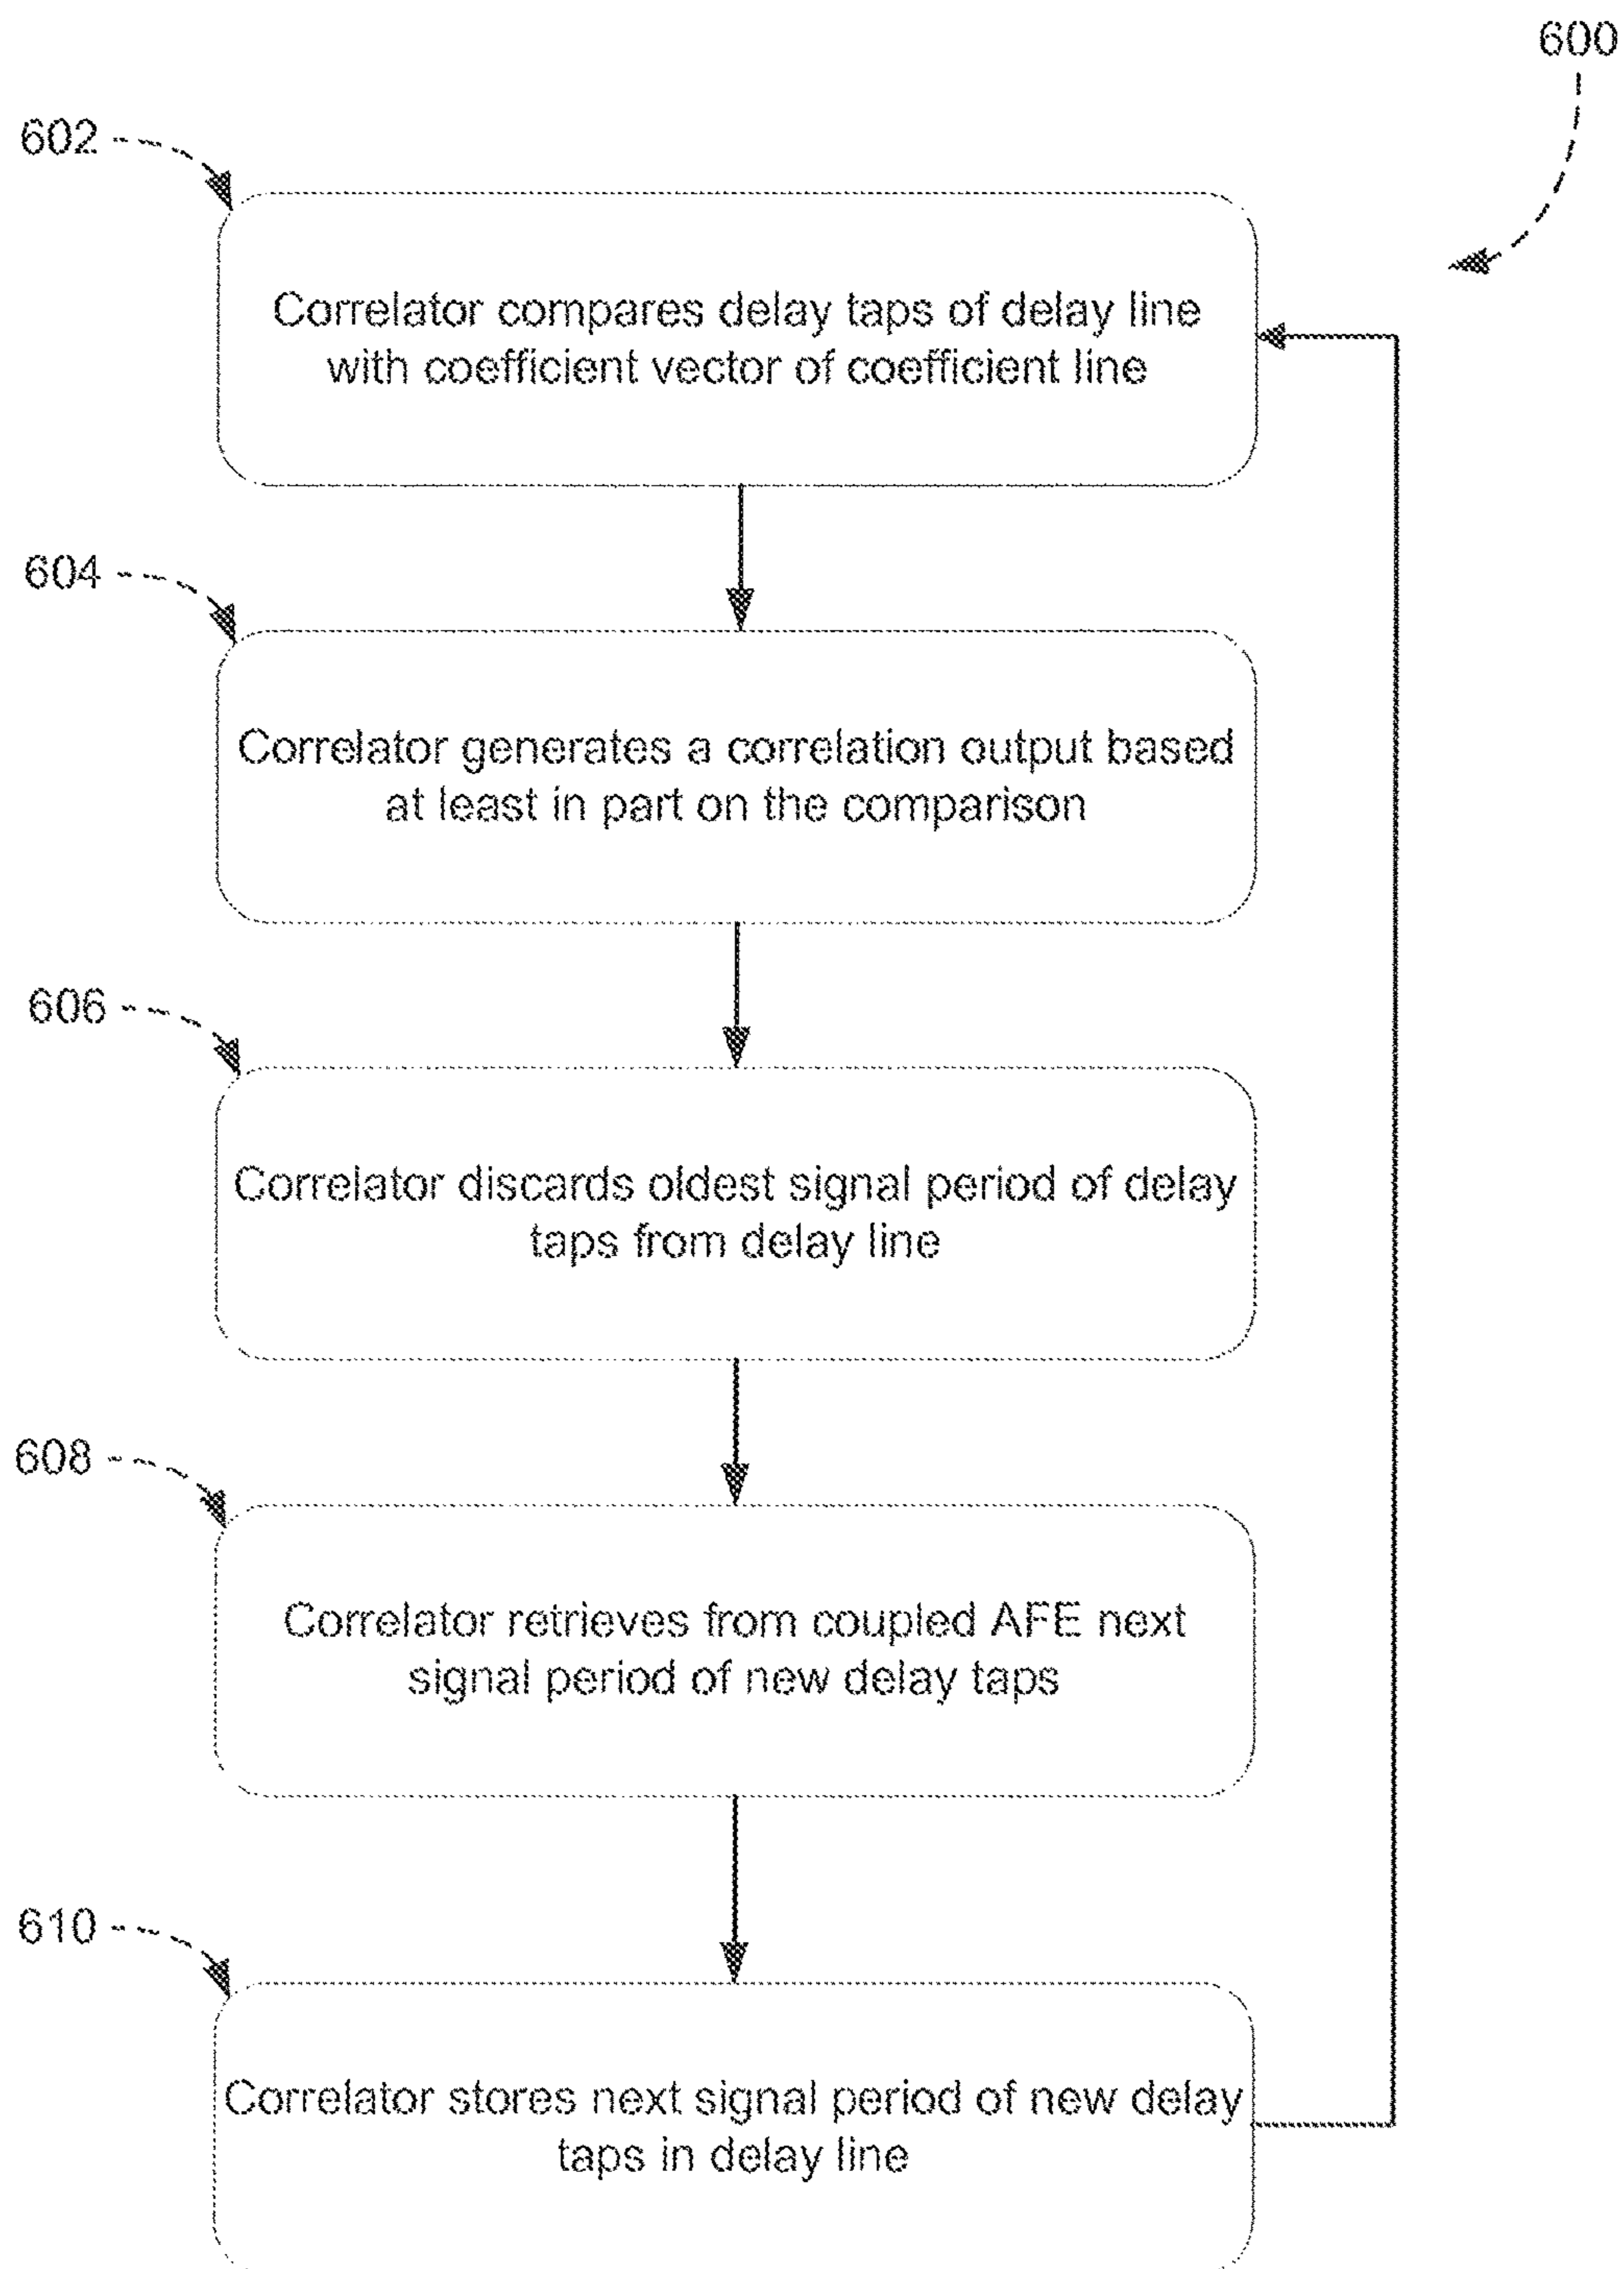 600
602
Correlator compares delay taps of delay line
with coefficient vector of coefficient line
604
Correlator generates a correlation output based
at least in part on the comparison
606
Correlator discards oldest signal period of delay
taps from delay line
608
Correlator retrieves from coupled AFE next
signal period of new delay taps
610
Correlator stores next signal period of new delay
taps in delay line